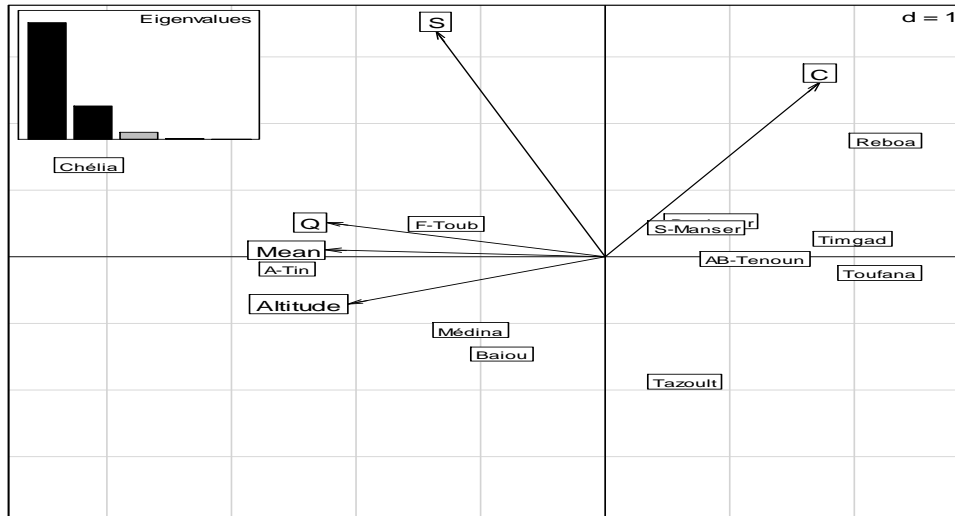 Eigenvalues
d = 1
S
C
Reboa
Chélia
Q
F-Toub
S-Manser
Timgad
Mean
AB-Tenoun
A-Tin
Toufana
Altitude
Médina
Baiou
Tazoult